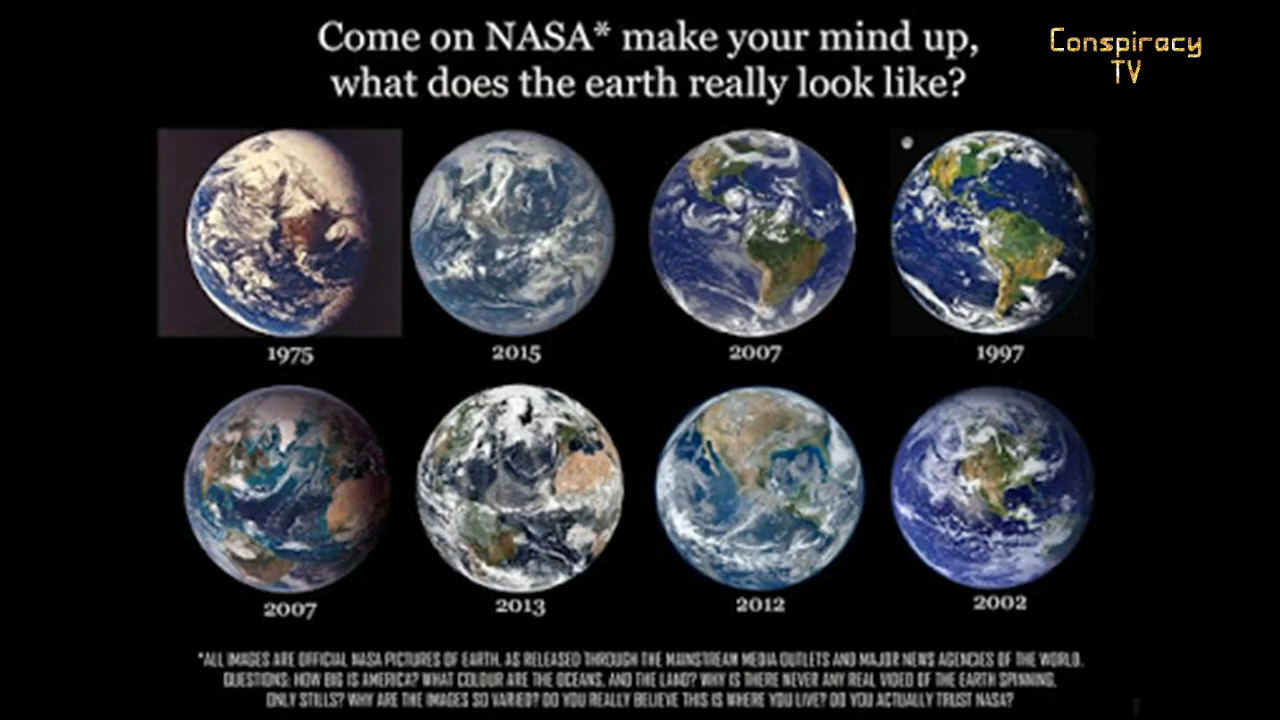 Come on NASA* make your mind up,
what does the earth really look like?
Conspiracy
TV
1975
2015
2007
1997
2007
2013
2012
2002
*ALL IMAGES ARE OFFICIAL NASA PICTURES OF EARTH, AS RELEASED THROUGH THE MAINSTREAM MEDIA OUTLETS AND MAJOR NEWS AGENCIES OF THE WORLD.
QUESTIONS: HOW BIG IS AMERICA? WHAT COLOUR ARE THE OCEANS, AND THE LAND? WHY IS THERE NEVER ANY REAL VIDEO OF THE EARTH SPINNING,
ONLY STILLS? WHY ARE THE IMAGES SO VARIED? DO YOU REALLY BELIEVE THIS IS WHERE YOU LIVE? DO YOU ACTUALLY TRUST NASA?